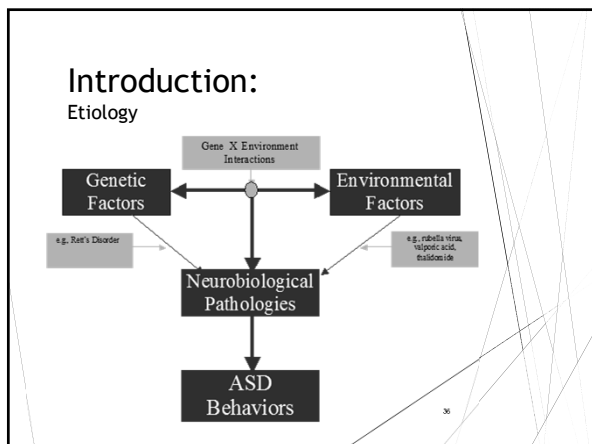 Introduction:
Etiology
Gene X Environment
Interactions
Genetic
Factors
Environmental
Factors
e.g., Rett's Disorder
e.g., rubella virus,
valporic acid,
thalidomide
Neurobiological
Pathologies
ASD
Behaviors
36